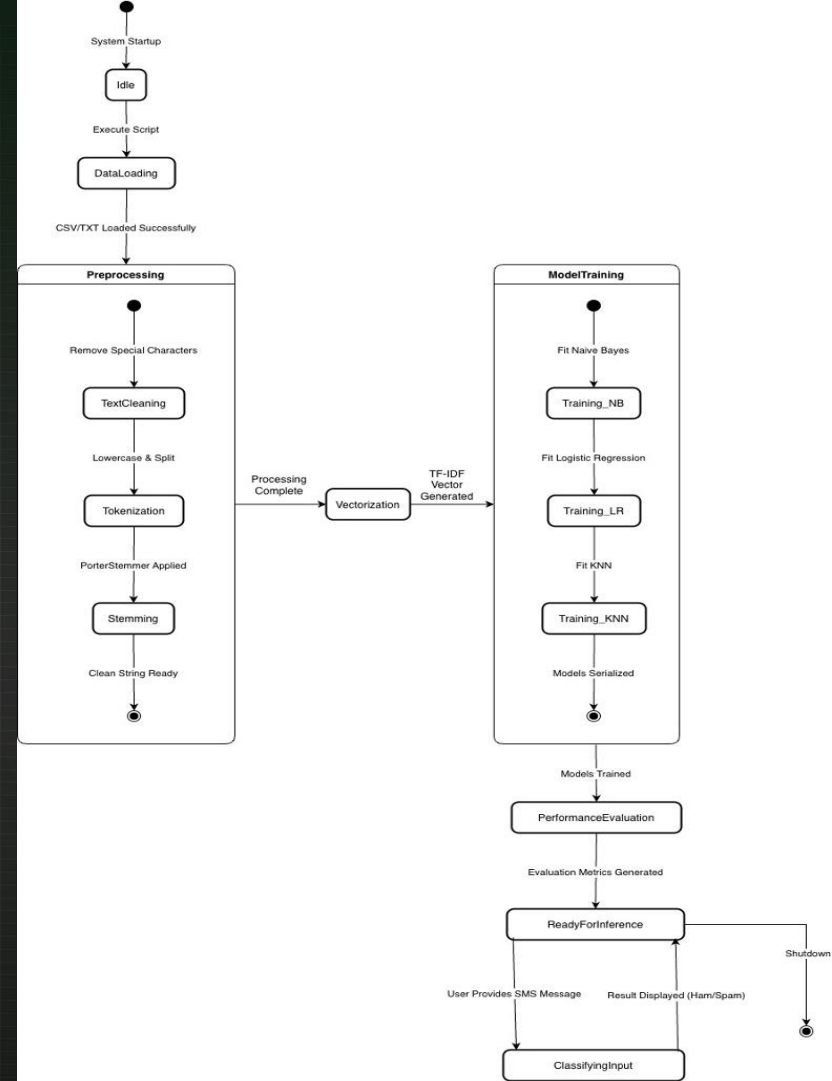 System Startup
Idle
Execute Script
DataLoading
CSV/TXT Loaded Successfully
Preprocessing
Remove Special Characters
TextCleaning
Lowercase & Split
Tokenization
PorterStemmer Applied
Stemming
Clean String Ready
Processing
Complete
Vectorization
TF-IDF
Vector
Generated
ModelTraining
Fit Naive Bayes
Training_NB
Fit Logistic Regression
Training_LR
Fit KNN
Training_KNN
Models Serialized
Models Trained
PerformanceEvaluation
Evaluation Metrics Generated
ReadyForInference
Shutdown
User Provides SMS Message
Result Displayed (Ham/Spam)
ClassifyingInput